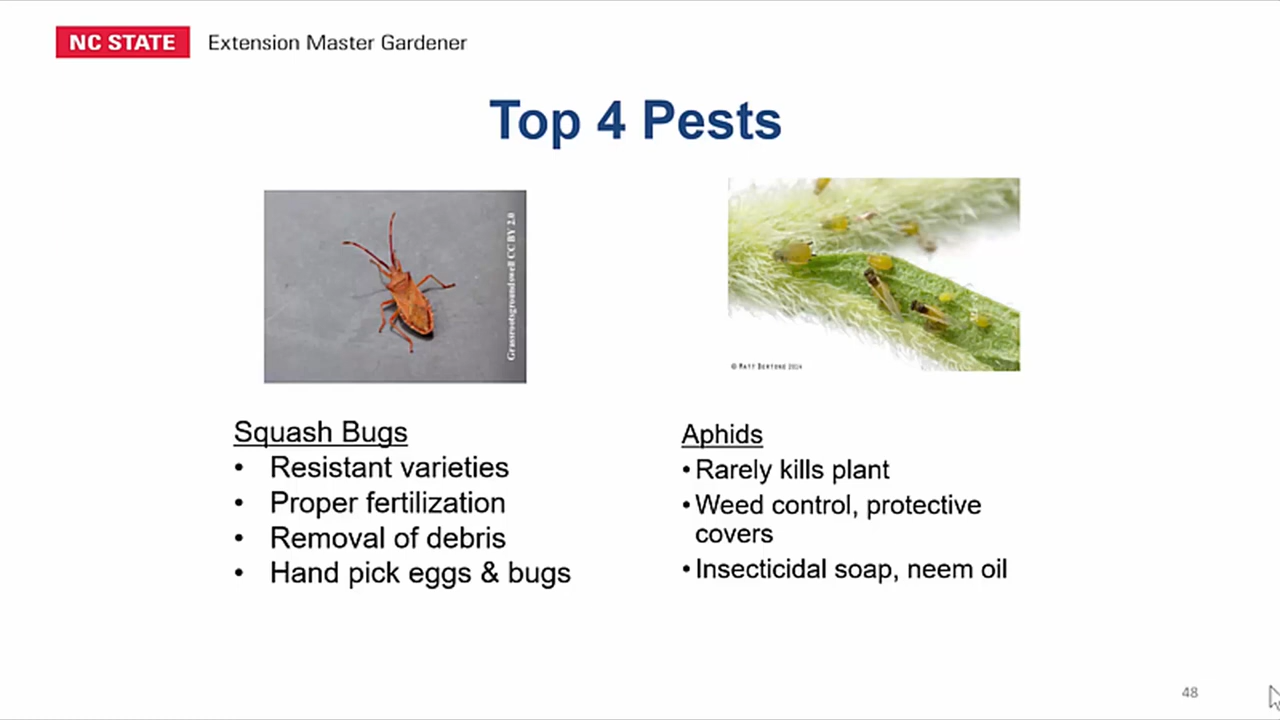 NC STATE Extension Master Gardener
Top 4 Pests
Grassrootsgroundswell CC BY 2.0
© Matt Bertone 2014
Squash Bugs
• Resistant varieties
• Proper fertilization
• Removal of debris
• Hand pick eggs & bugs
Aphids
• Rarely kills plant
• Weed control, protective
covers
• Insecticidal soap, neem oil
48